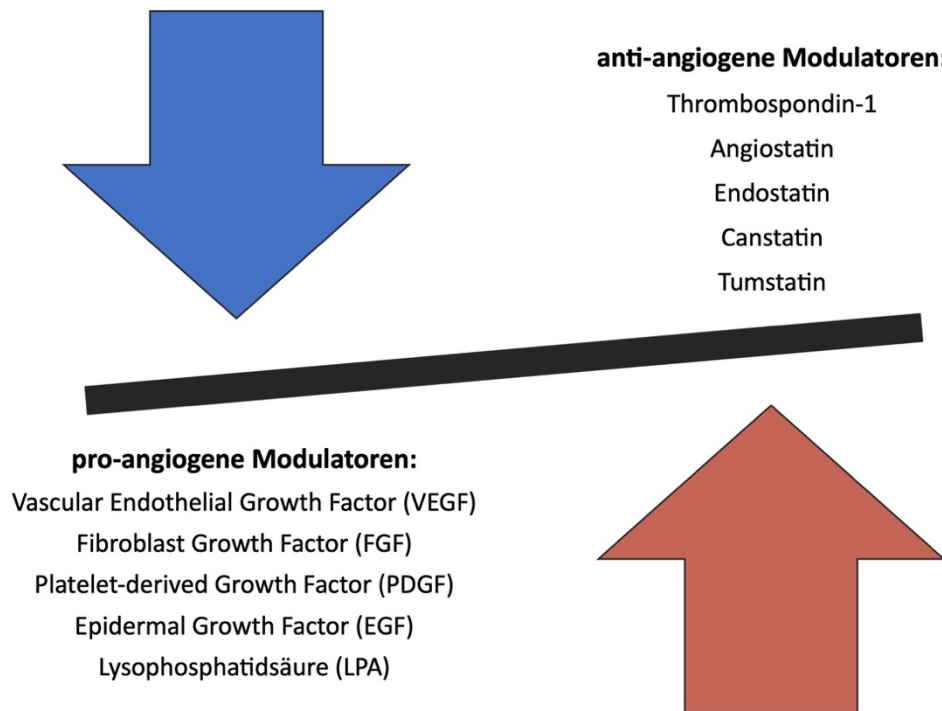 anti-angiogene Modulatoren:
Thrombospondin-1
Angiostatin
Endostatin
Canstatin
Tumstatin
pro-angiogene Modulatoren:
Vascular Endothelial Growth Factor (VEGF)
Fibroblast Growth Factor (FGF)
Platelet-derived Growth Factor (PDGF)
Epidermal Growth Factor (EGF)
Lysophosphatidsäure (LPA)